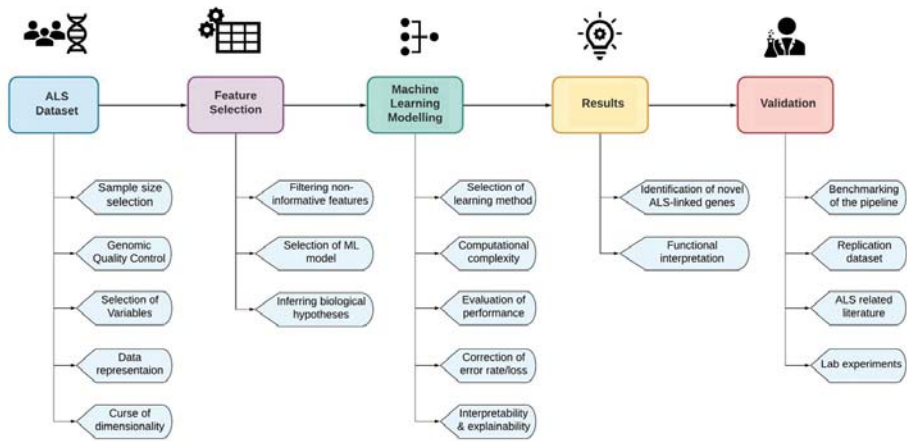 ALS
Dataset
Feature
Selection
Machine
Learning
Modelling
Results
Validation
Sample size
selection
Genomic
Quality Control
Selection of
Variables
Data
representaion
Curse of
dimensionality
Filtering non-
informative features
Selection of ML
model
Inferring biological
hypotheses
Selection of
learning method
Computational
complexity
Evaluation of
performance
Correction of
error rate/loss
Interpretability
& explainability
Identification of novel
ALS-linked genes
Functional
interpretation
Benchmarking
of the pipeline
Replication
dataset
ALS related
literature
Lab experiments